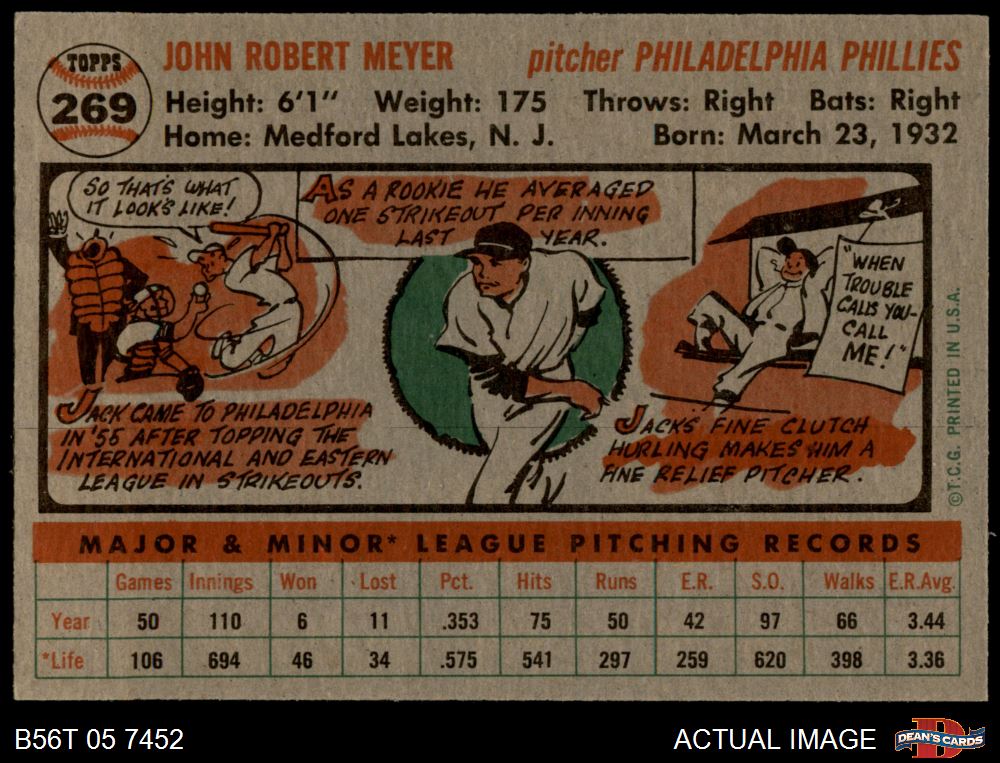 TOPPS
269
JOHN ROBERT MEYER pitcher PHILADELPHIA PHILLIES
Height: 6'1" Weight: 175 Throws: Right Bats: Right
Home: Medford Lakes, N. J. Born: March 23, 1932
SO THAT'S WHAT
IT LOOKS LIKE!
AS A ROOKIE HE AVERAGED
ONE STRIKEOUT PER INNING
LAST YEAR.
"WHEN
TROUBLE
CALLS YOU-
CALL
ME!"
JACK CAME TO PHILADELPHIA
IN '55 AFTER TOPPING THE
INTERNATIONAL AND EASTERN
LEAGUE IN STRIKEOUTS.
JACK'S FINE CLUTCH
HURLING MAKES HIM A
FINE RELIEF PITCHER.
©T.C.G. PRINTED IN U.S.A.
MAJOR & MINOR* LEAGUE PITCHING RECORDS
Games Innings Won Lost Pct. Hits Runs E.R. S.O. Walks E.R.Avg.
Year 50 110 6 11 .353 75 50 42 97 66 3.44
*Life 106 694 46 34 .575 541 297 259 620 398 3.36
B56T 05 7452 ACTUAL IMAGE DEAN'S CARDS